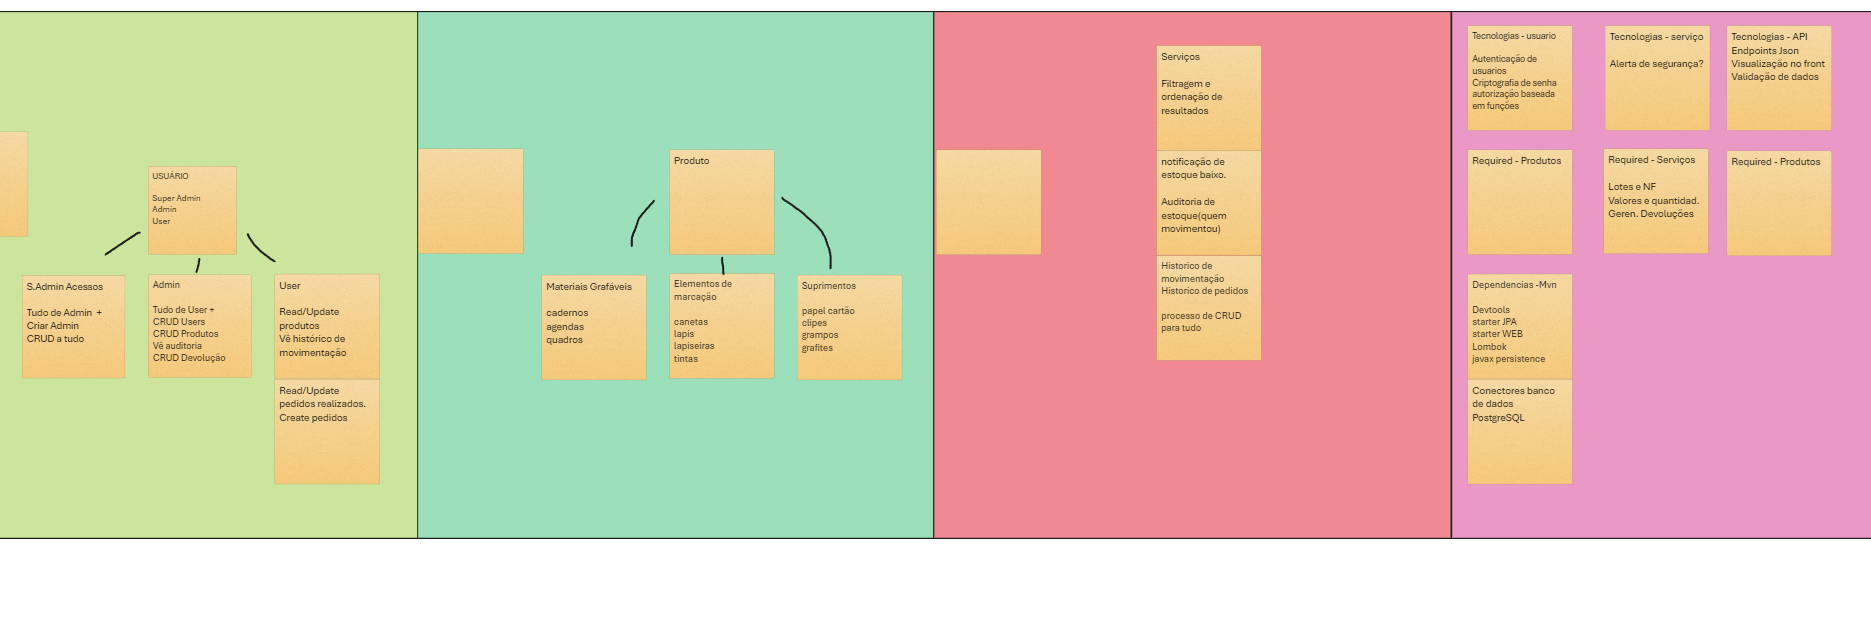 USUÁRIO
Super Admin
Admin
User
S.Admin Acessos
Tudo de Admin +
Criar Admin
CRUD a tudo
Admin
Tudo de User +
CRUD Users
CRUD Produtos
Vê auditoria
CRUD Devolução
User
Read/Update
produtos
Vê histórico de
movimentação
Read/Update
pedidos realizados.
Create pedidos
Produto
Materiais Grafáveis
cadernos
agendas
quadros
Elementos de
marcação
canetas
lapis
lapiseiras
tintas
Suprimentos
papel cartão
clipes
grampos
grafites
Serviços
Filtragem e
ordenação de
resultados
notificação de
estoque baixo.
Auditoria de
estoque(quem
movimentou)
Historico de
movimentação
Historico de pedidos
processo de CRUD
para tudo
Tecnologias - usuario
Autenticação de
usuarios
Criptografia de senha
autorização baseada
em funções
Tecnologias - serviço
Alerta de segurança?
Tecnologias - API
Endpoints Json
Visualização no front
Validação de dados
Required - Produtos
Required - Serviços
Lotes e NF
Valores e quantidad.
Geren. Devoluções
Required - Produtos
Dependencias -Mvn
Devtools
starter JPA
starter WEB
Lombok
javax persistence
Conectores banco
de dados
PostgreSQL